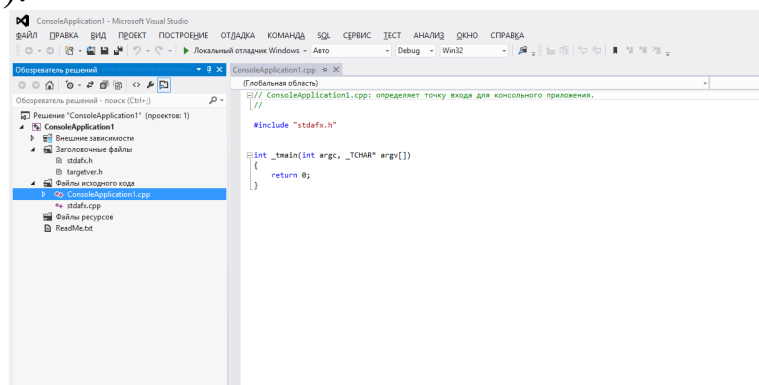 ).
ConsoleApplication1 - Microsoft Visual Studio
ФАЙЛ ПРАВКА ВИД ПРОЕКТ ПОСТРОЕНИЕ ОТЛАДКА КОМАНДА SQL СЕРВИС ТЕСТ АНАЛИЗ ОКНО СПРАВКА
Локальный отладчик Windows Авто Debug Win32
Обозреватель решений
ConsoleApplication1.cpp
(Глобальная область)
Обозреватель решений - поиск (Ctrl+;)
Решение "ConsoleApplication1" (проектов: 1)
ConsoleApplication1
Внешние зависимости
Заголовочные файлы
stdafx.h
targetver.h
Файлы исходного кода
ConsoleApplication1.cpp
stdafx.cpp
Файлы ресурсов
ReadMe.txt
// ConsoleApplication1.cpp: определяет точку входа для консольного приложения.
//
#include "stdafx.h"
int _tmain(int argc, _TCHAR* argv[])
{
return 0;
}